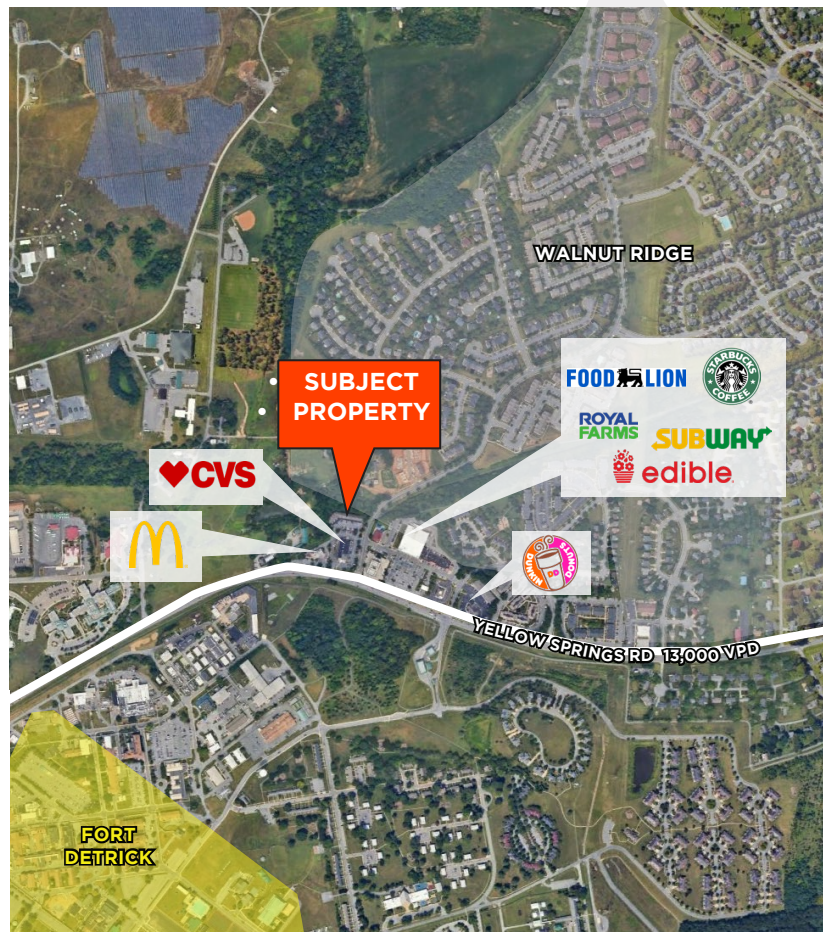 WALNUT RIDGE
FOOD LION
STARBUCKS
COFFEE
ROYAL
FARMS
SUBWAY
edible
SUBJECT
PROPERTY
CVS
DUNKIN'
DONUTS
DD
YELLOW SPRINGS RD 13,000 VPD
FORT
DETRICK